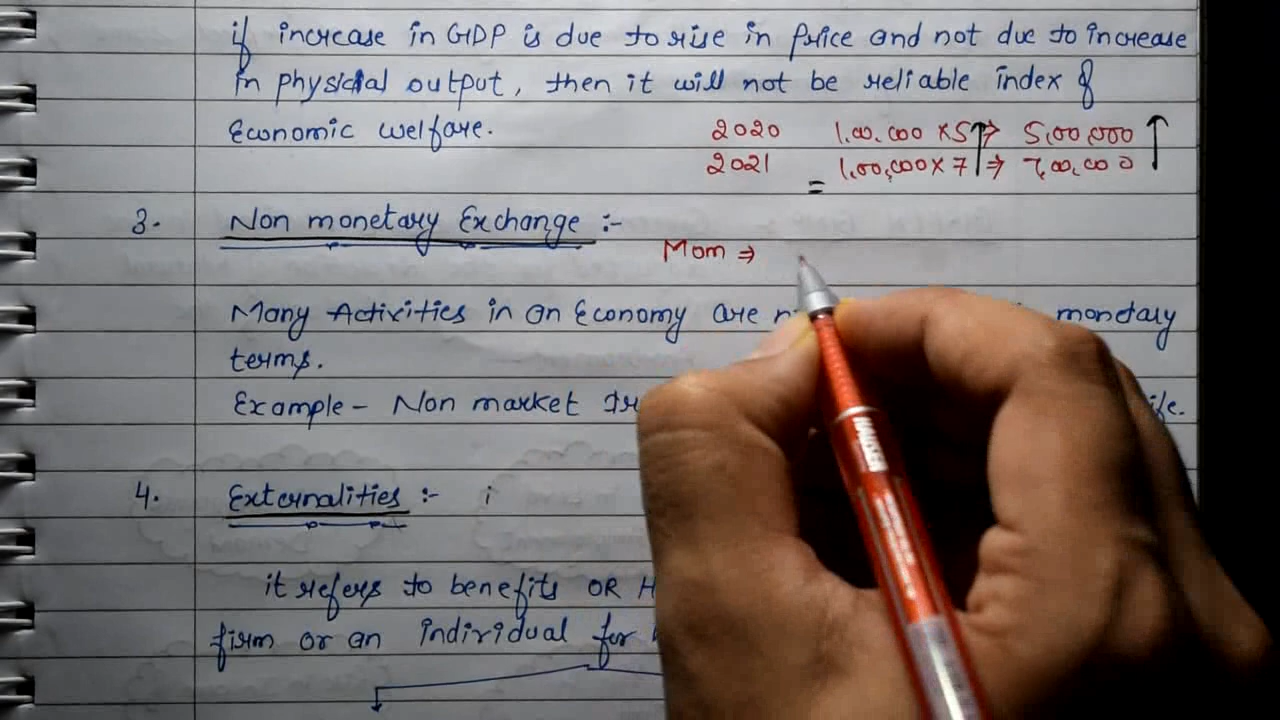 if increase in GDP is due to rise in price and not due to increase
in physical output, then it will not be reliable index of
Economic welfare.
2020 1,00,000 × 5 ⇒ 5,00,000 ↑
2021 1,00,000 × 7 ⇒ 7,00,000
=
3. Non monetary Exchange :-
Mom ⇒
Many Activities in an Economy are monetary
terms.
Example - Non market
4. Externalities :- i
it refers to benefits OR
firm or an individual for